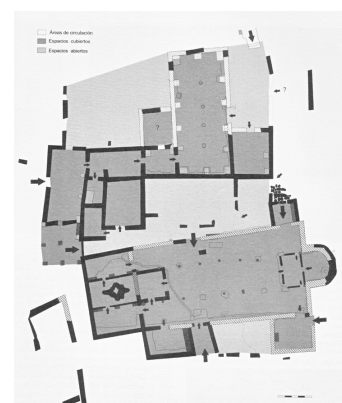 Áreas de circulación
Espacios cubiertos
Espacios abiertos
?
?